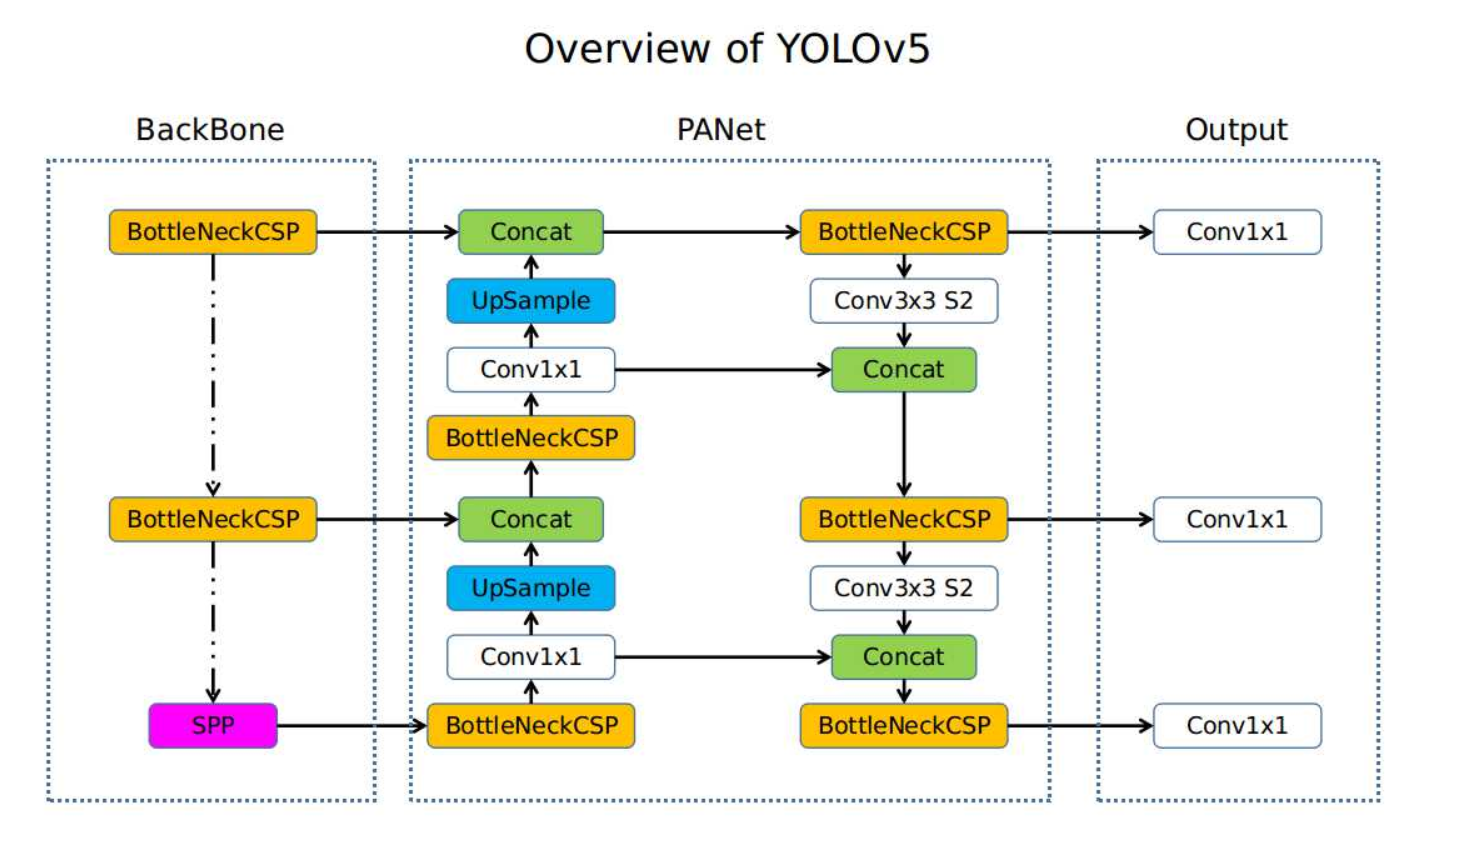 Overview of YOLOv5
BackBone
PANet
Output
BottleNeckCSP
Concat
BottleNeckCSP
Conv1x1
UpSample
Conv3x3 S2
Conv1x1
Concat
BottleNeckCSP
BottleNeckCSP
Concat
BottleNeckCSP
Conv1x1
UpSample
Conv3x3 S2
Conv1x1
Concat
SPP
BottleNeckCSP
BottleNeckCSP
Conv1x1